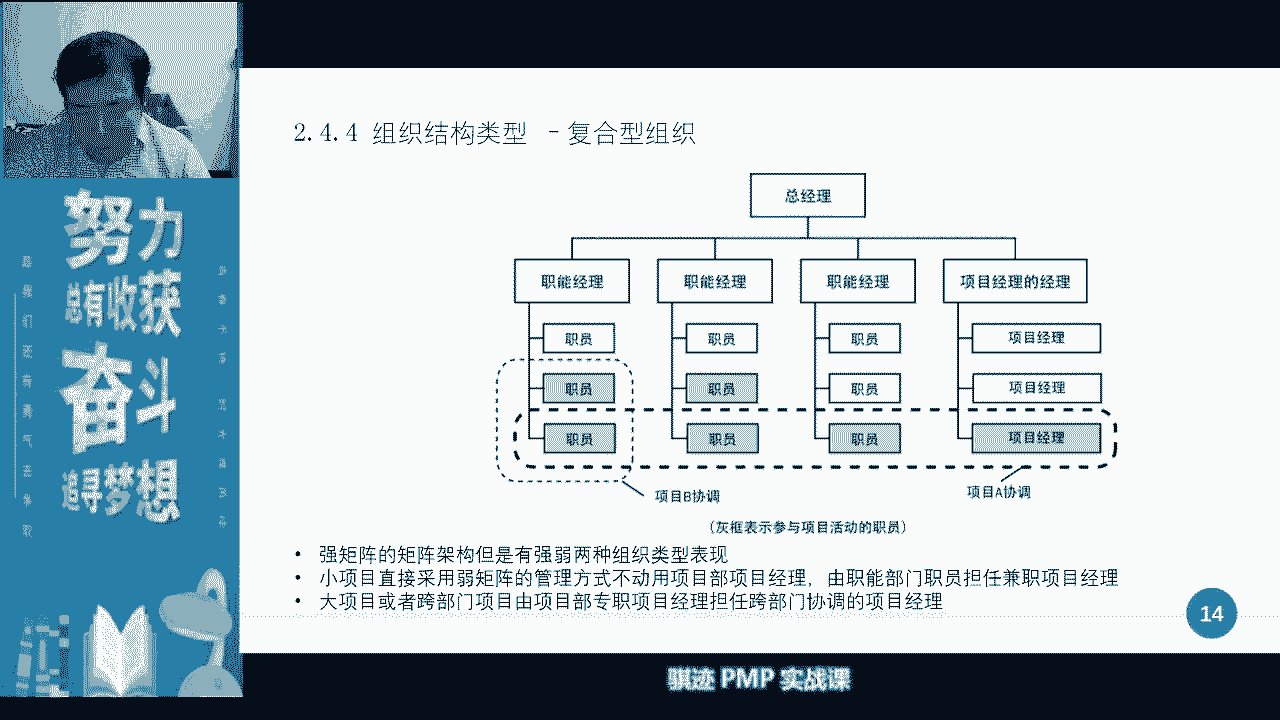 2.4.4 组织结构类型 -复合型组织
总经理
职能经理 职能经理 职能经理 项目经理的经理
职员 职员 职员 项目经理
职员 职员 职员 项目经理
职员 职员 职员 项目经理
项目B协调 项目A协调
(灰框表示参与项目活动的职员)
• 强矩阵的矩阵架构但是有强弱两种组织类型表现
• 小项目直接采用弱矩阵的管理方式不动用项目部项目经理，由职能部门职员担任兼职项目经理
• 大项目或者跨部门项目由项目部专职项目经理担任跨部门协调的项目经理
14
骐迹 PMP 实战课
努力
总有收获
奋斗
追寻梦想